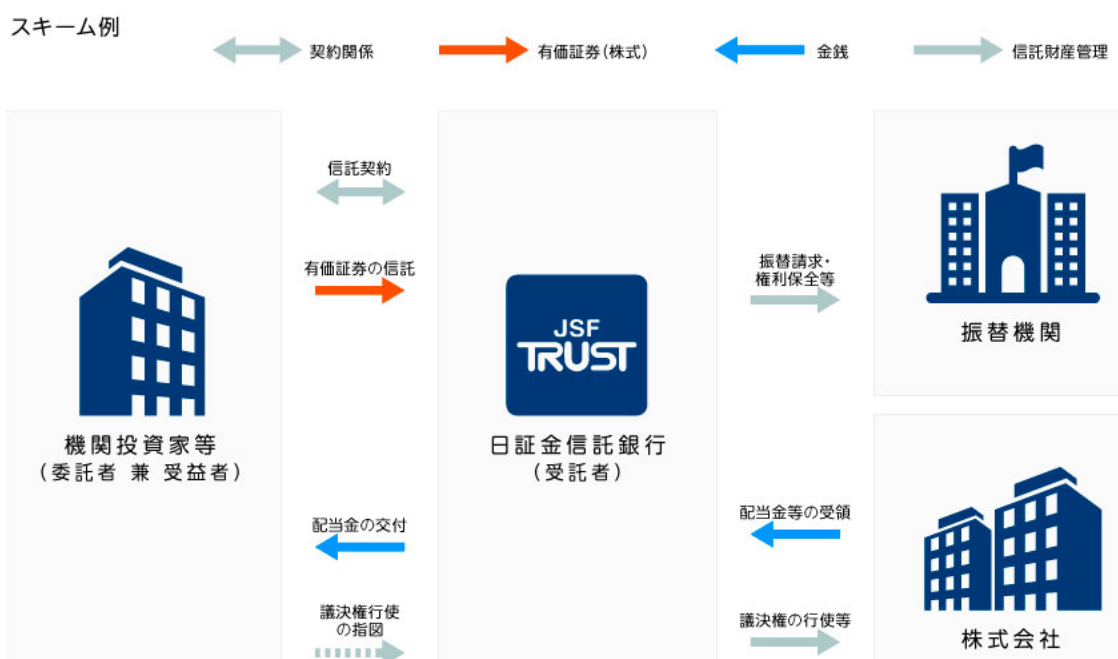 スキーム例
契約関係
有価証券(株式)
金銭
信託財産管理
信託契約
有価証券の信託
振替請求・
権利保全等
振替機関
JSF
TRUST
機関投資家等
(委託者 兼 受益者)
日証金信託銀行
(受託者)
配当金の交付
配当金等の受領
議決権行使
の指図
議決権の行使等
株式会社